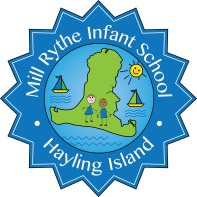 Mill Rythe Infant School
• Hayling Island •